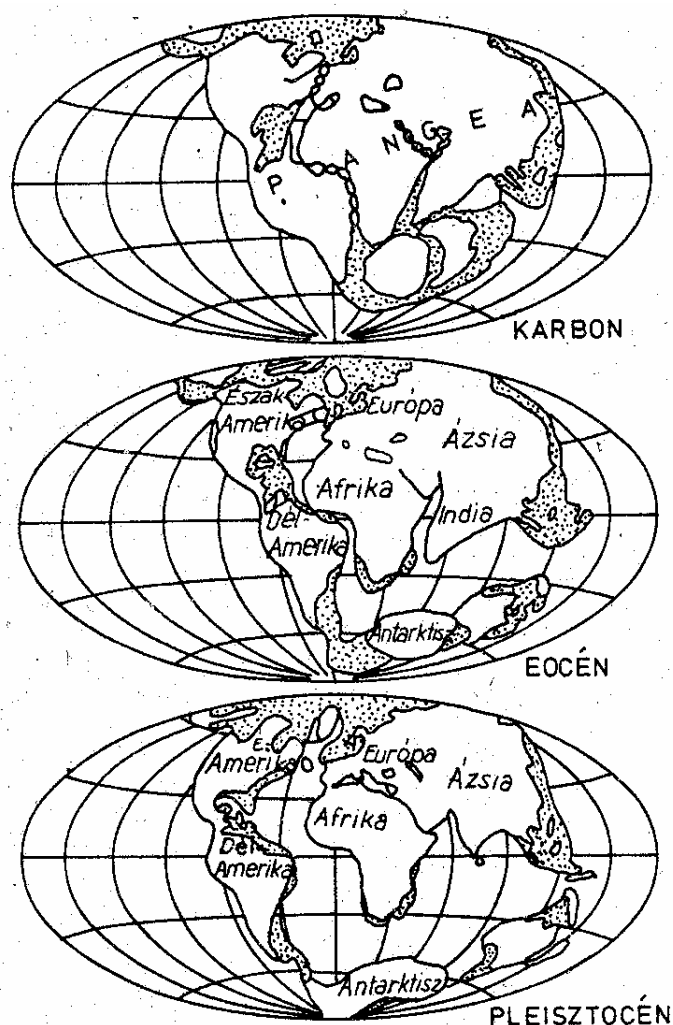 PANGEA
KARBON
Észak
Amerika
Európa
Ázsia
Afrika
India
Dél-
Amerika
Antarktisz
EOCÉN
É.
Amerika
Európa
Ázsia
Afrika
Dél-
Amerika
Antarktisz
PLEISZTOCÉN